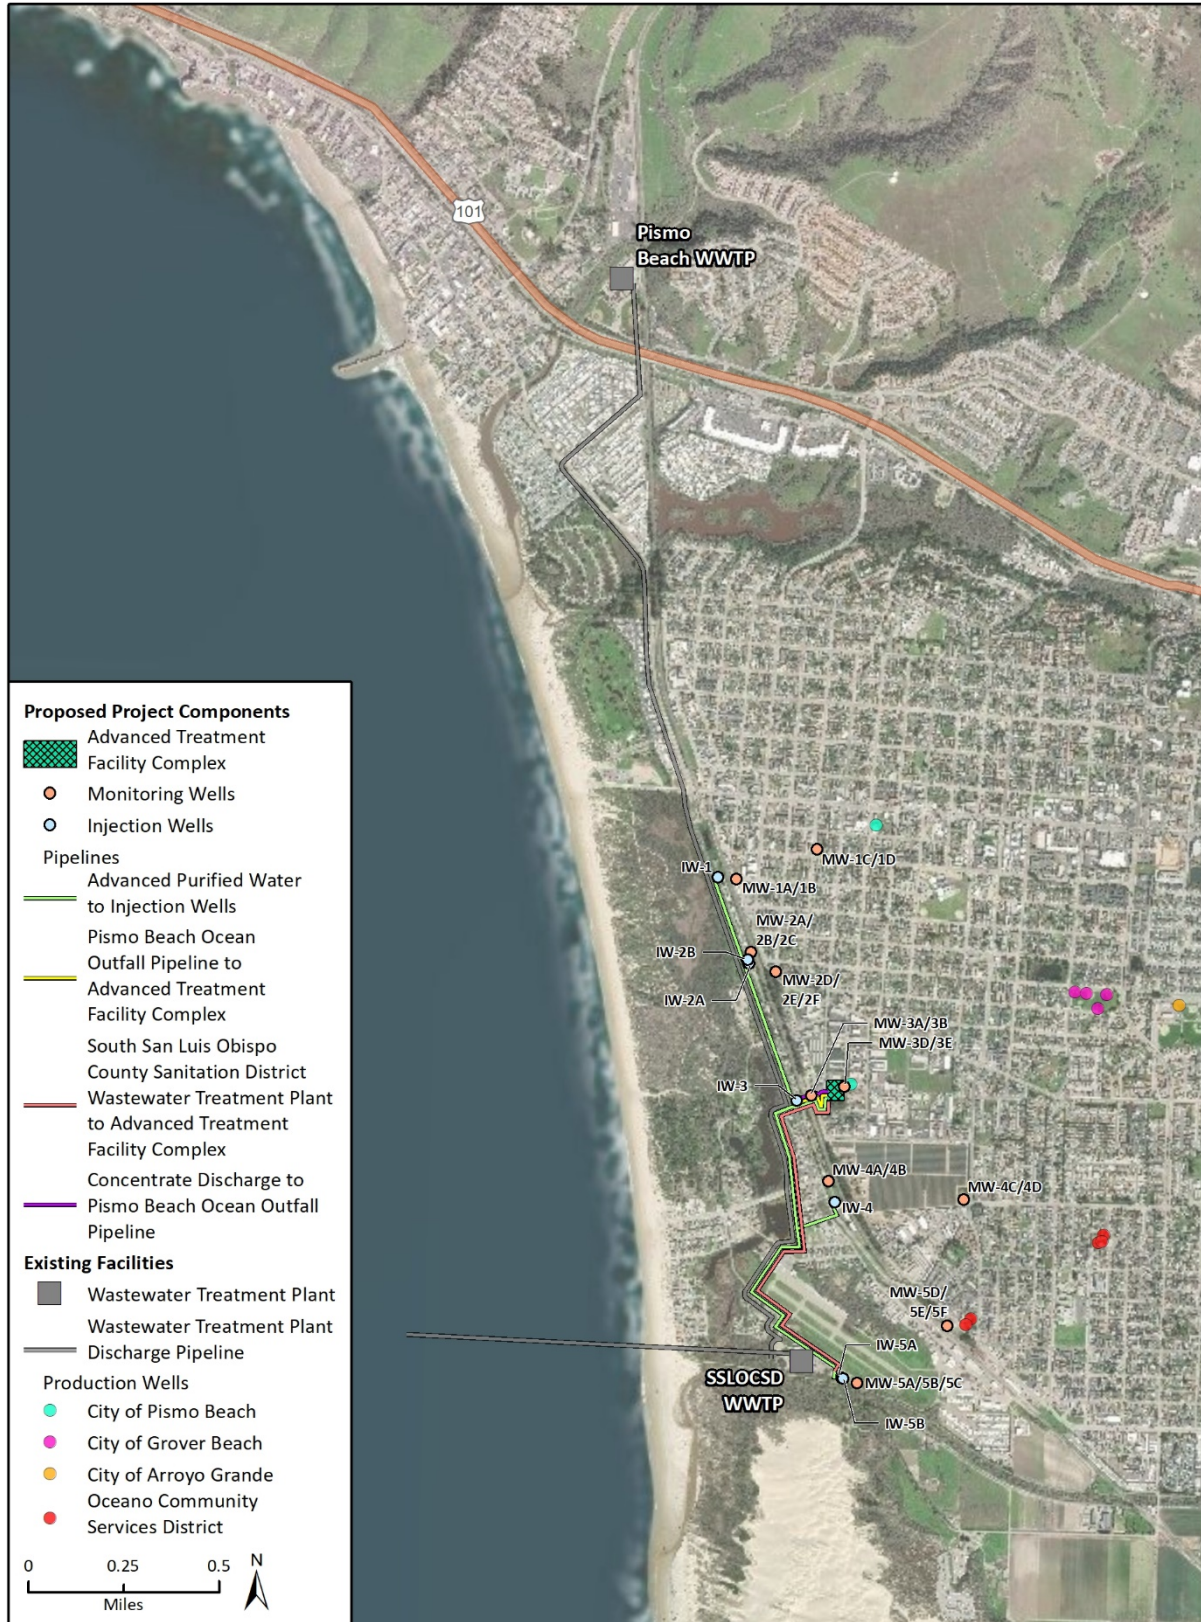 101
Pismo
Beach WWTP
IW-1
MW-1C/1D
MW-1A/1B
MW-2A/
2B/2C
IW-2B
MW-2D/
2E/2F
IW-2A
MW-3A/3B
MW-3D/3E
IW-3
MW-4A/4B
MW-4C/4D
IW-4
MW-5D/
5E/5F
IW-5A
SSLOCSD
WWTP
MW-5A/5B/5C
IW-5B
Proposed Project Components
Advanced Treatment
Facility Complex
Monitoring Wells
Injection Wells
Pipelines
Advanced Purified Water
to Injection Wells
Pismo Beach Ocean
Outfall Pipeline to
Advanced Treatment
Facility Complex
South San Luis Obispo
County Sanitation District
Wastewater Treatment Plant
to Advanced Treatment
Facility Complex
Concentrate Discharge to
Pismo Beach Ocean Outfall
Pipeline
Existing Facilities
Wastewater Treatment Plant
Wastewater Treatment Plant
Discharge Pipeline
Production Wells
City of Pismo Beach
City of Grover Beach
City of Arroyo Grande
Oceano Community
Services District
0 0.25 0.5
Miles
N